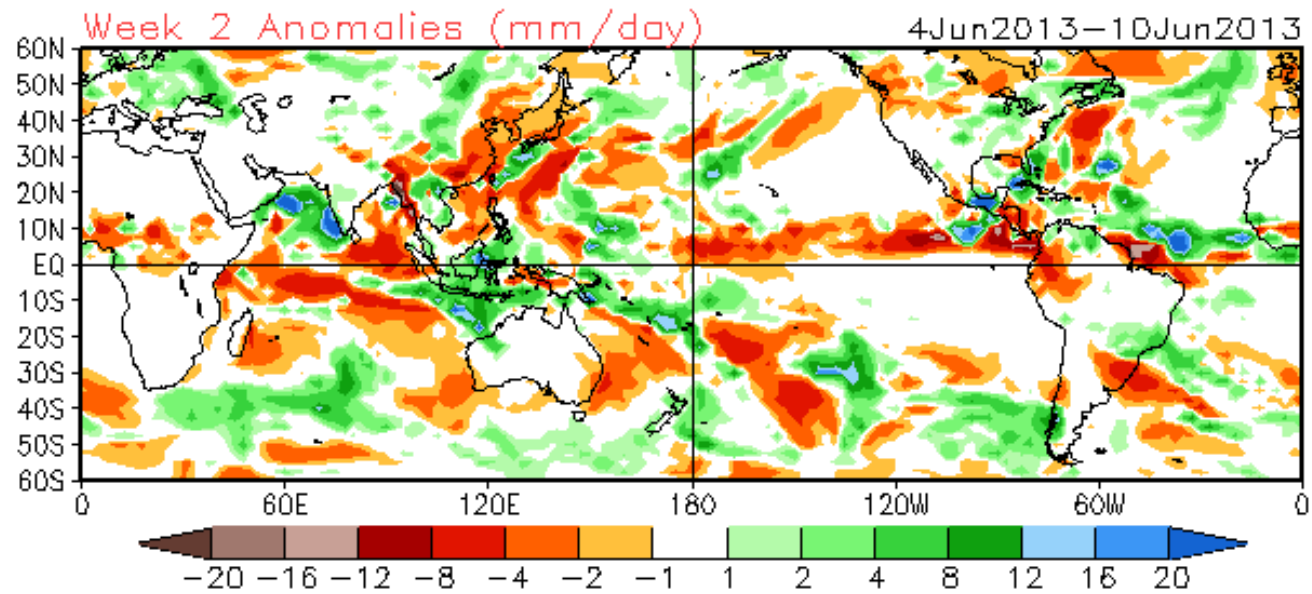 Week 2 Anomalies (mm/day) 4Jun2013-10Jun2013
60N
50N
40N
30N
20N
10N
EQ
10S
20S
30S
40S
50S
60S
0 60E 120E 180 120W 60W 0
-20 -16 -12 -8 -4 -2 -1 1 2 4 8 12 16 20